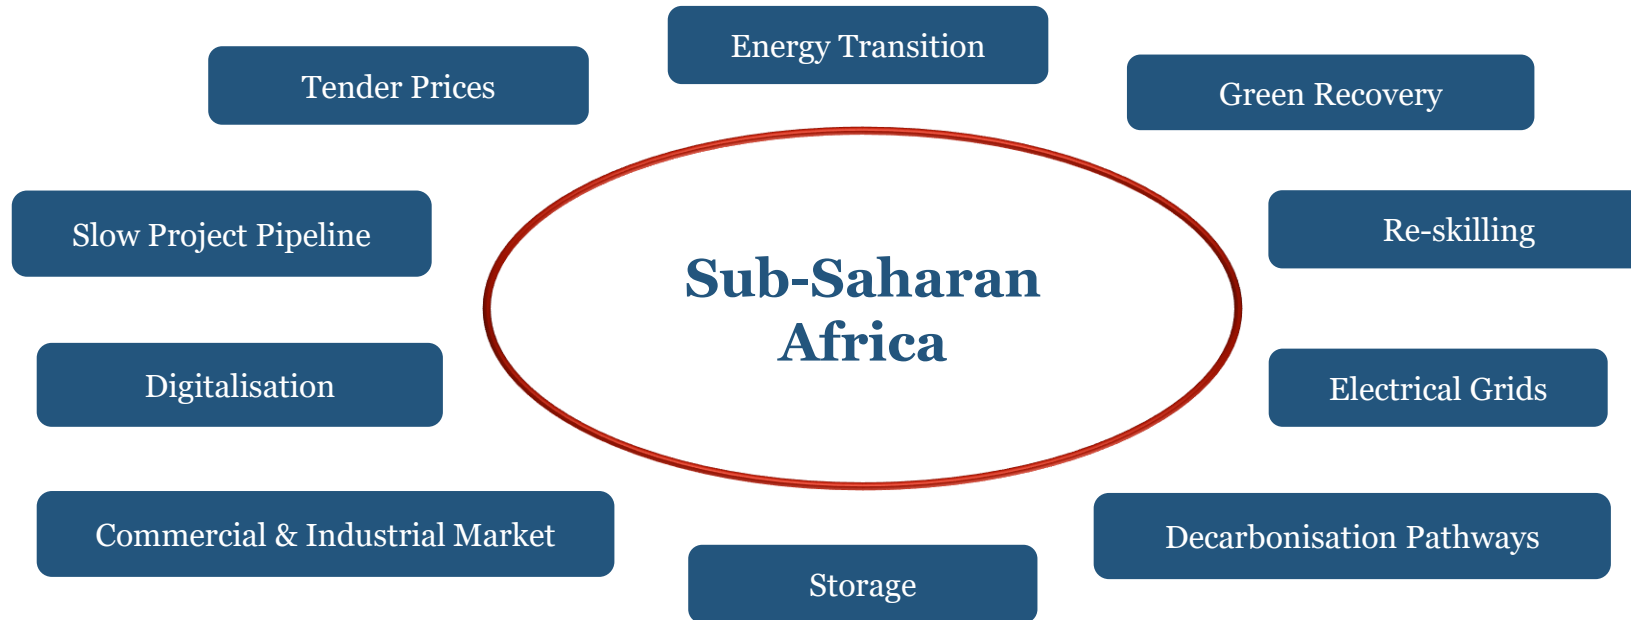 Energy Transition
Tender Prices
Green Recovery
Slow Project Pipeline
Re-skilling
Sub-Saharan
Africa
Digitalisation
Electrical Grids
Commercial & Industrial Market
Decarbonisation Pathways
Storage